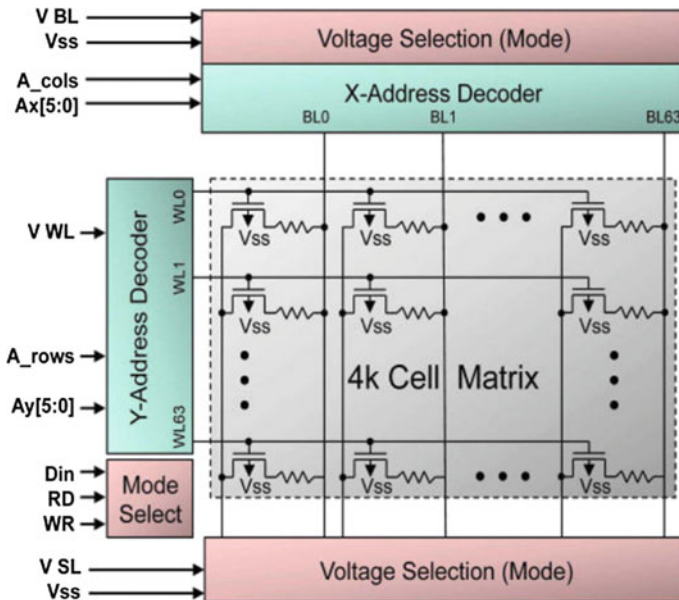 V BL
Vss
Voltage Selection (Mode)
A_cols
Ax[5:0]
X-Address Decoder
BL0
BL1
BL63
V WL
A_rows
Ay[5:0]
Y-Address Decoder
WL0
WL1
WL63
Vss
Vss
Vss
Vss
Vss
Vss
4k Cell Matrix
Vss
Vss
Vss
Din
RD
WR
Mode
Select
V SL
Vss
Voltage Selection (Mode)